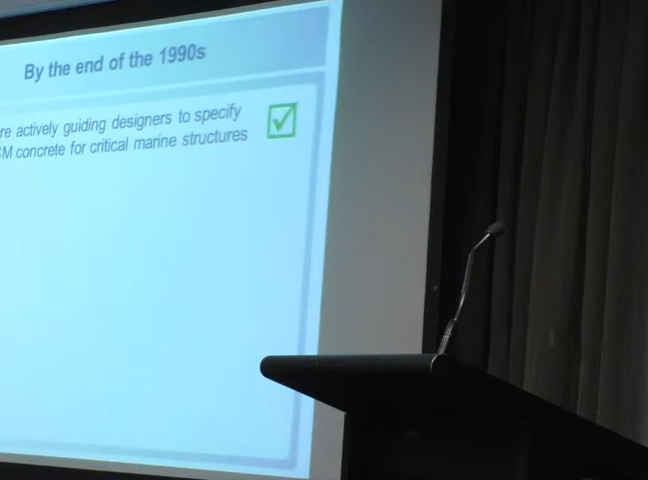 By the end of the 1990s
re actively guiding designers to specify
M concrete for critical marine structures